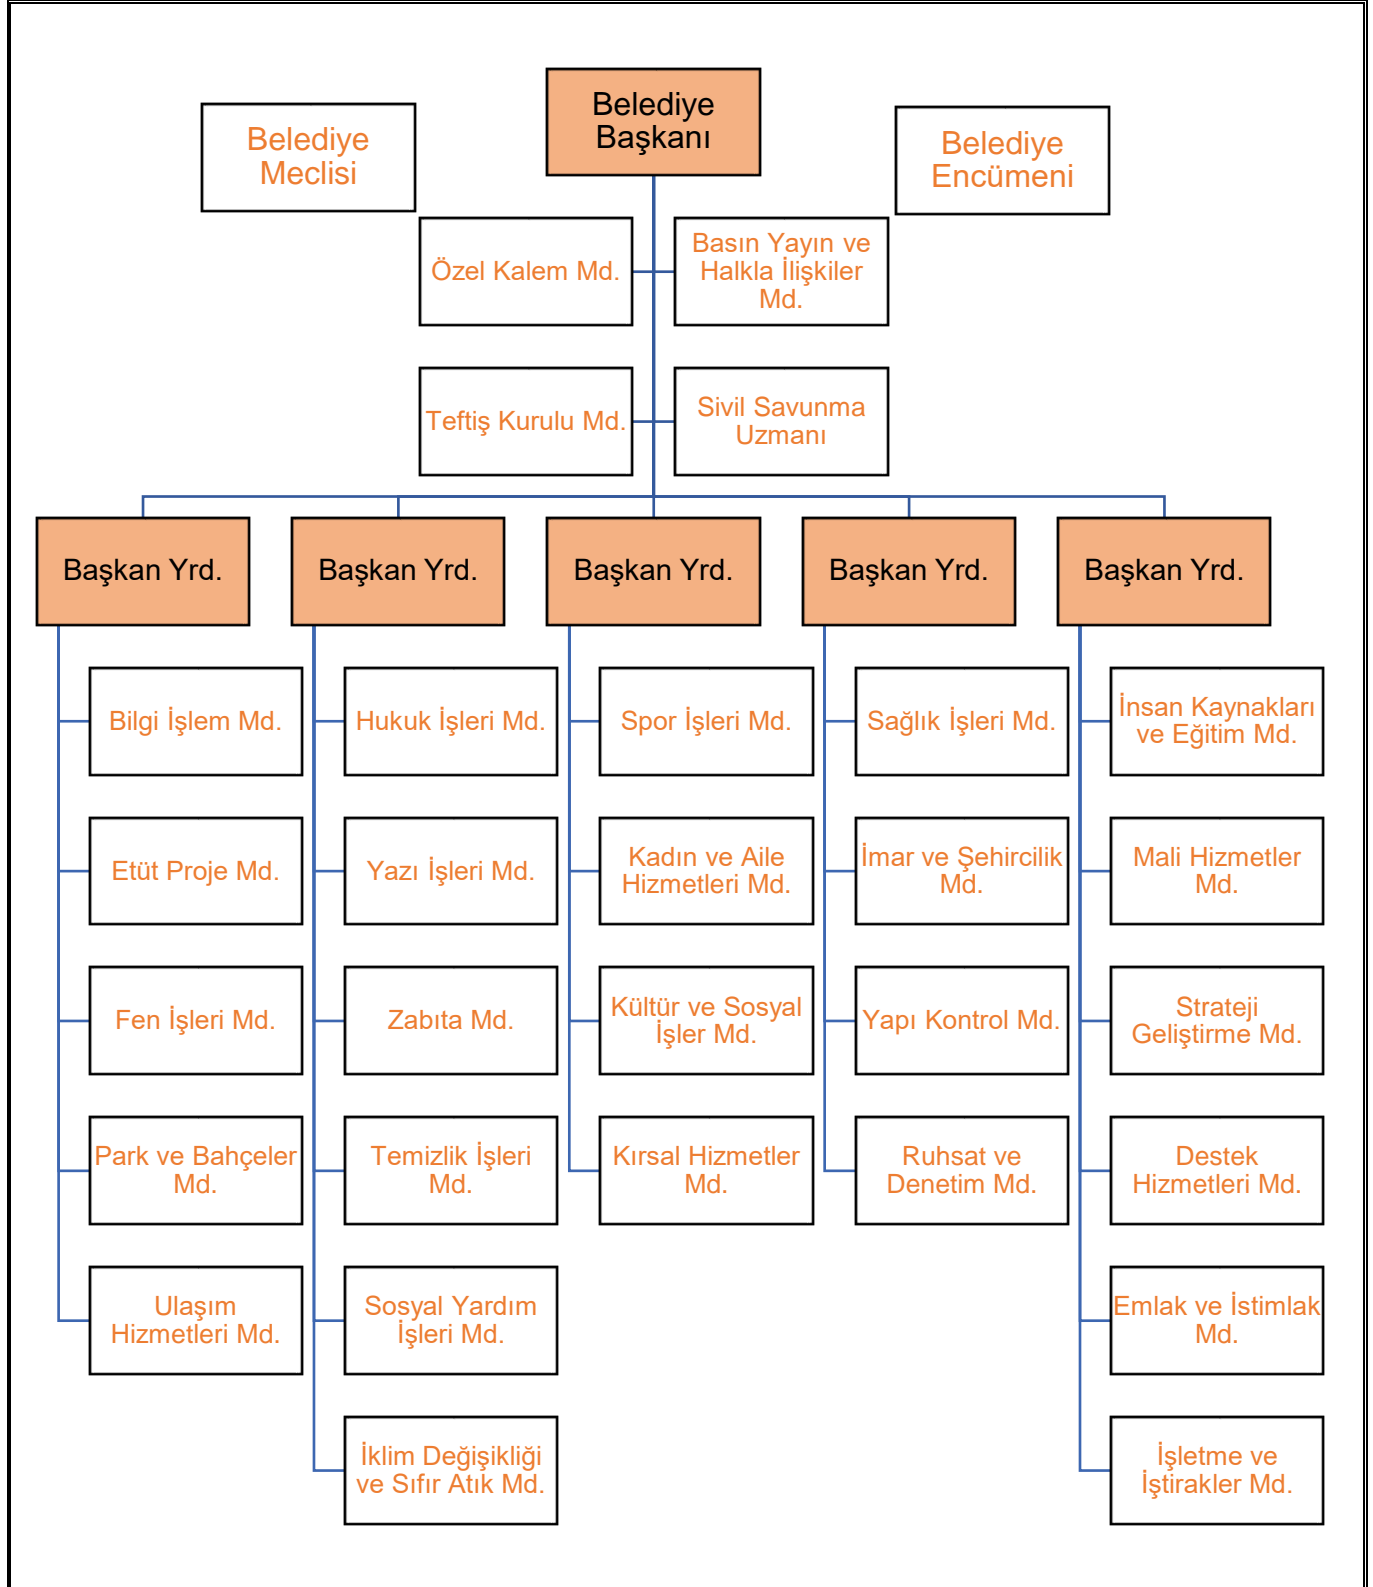 Belediye
Başkanı
Belediye
Meclisi
Belediye
Encümeni
Özel Kalem Md.
Basın Yayın ve
Halkla İlişkiler
Md.
Teftiş Kurulu Md.
Sivil Savunma
Uzmanı
Başkan Yrd.
Başkan Yrd.
Başkan Yrd.
Başkan Yrd.
Başkan Yrd.
Bilgi İşlem Md.
Etüt Proje Md.
Fen İşleri Md.
Park ve Bahçeler
Md.
Ulaşım
Hizmetleri Md.
Hukuk İşleri Md.
Yazı İşleri Md.
Zabıta Md.
Temizlik İşleri
Md.
Sosyal Yardım
İşleri Md.
İklim Değişikliği
ve Sıfır Atık Md.
Spor İşleri Md.
Kadın ve Aile
Hizmetleri Md.
Kültür ve Sosyal
İşler Md.
Kırsal Hizmetler
Md.
Sağlık İşleri Md.
İmar ve Şehircilik
Md.
Yapı Kontrol Md.
Ruhsat ve
Denetim Md.
İnsan Kaynakları
ve Eğitim Md.
Mali Hizmetler
Md.
Strateji
Geliştirme Md.
Destek
Hizmetleri Md.
Emlak ve İstimlak
Md.
İşletme ve
İştirakler Md.